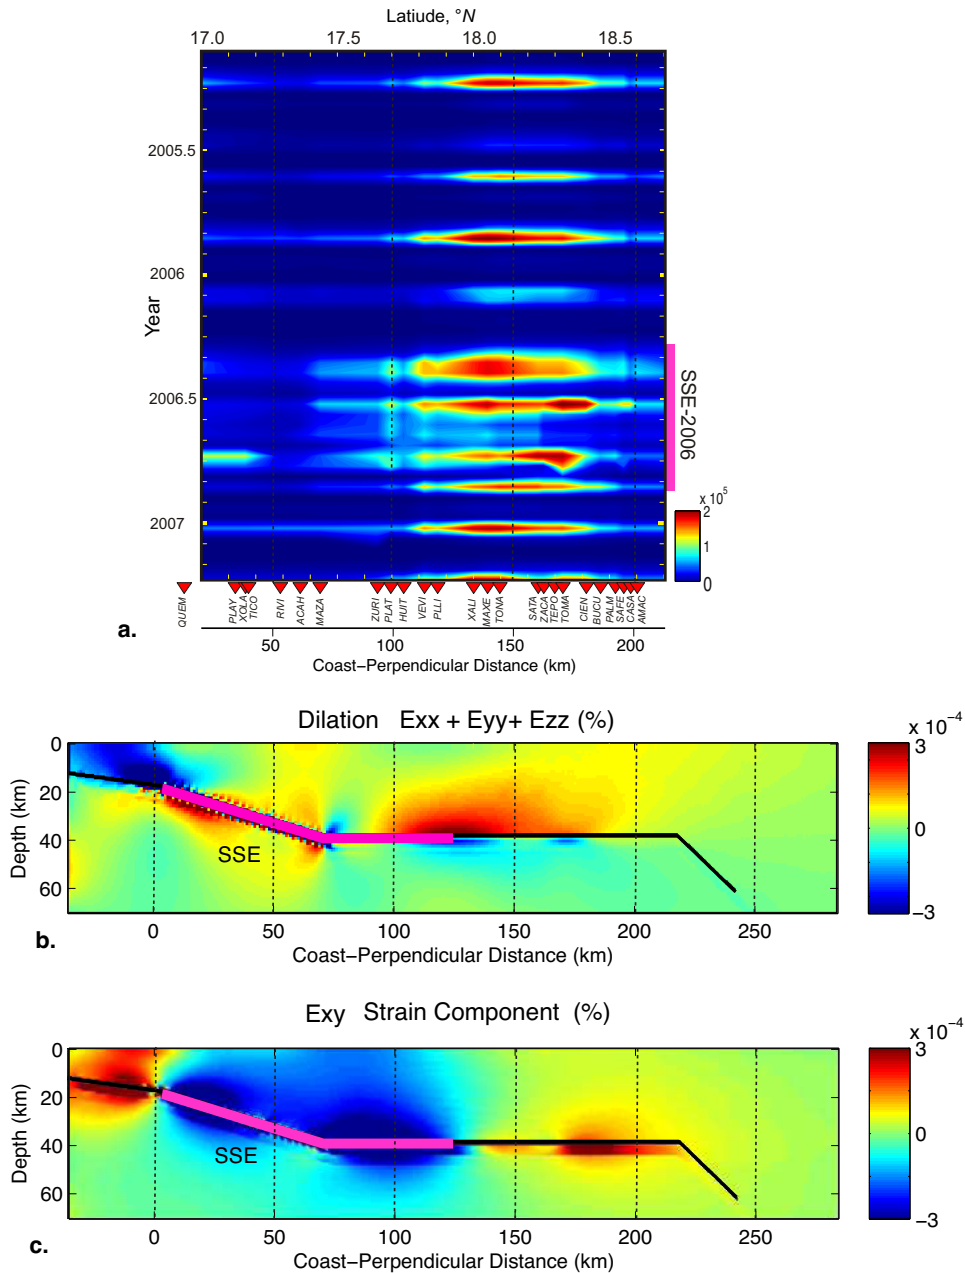 Latiude, °N
17.0 17.5 18.0 18.5
2005.5
2006
Year
2006.5
2007
SSE-2006
x 10^5
2
1
0
QUEM PLAY XOLA TICO RIVI ACAH MAZA ZURI PLAT HUIT VEVI PLLI XALI MAXE TONA SATA ZACA TEPO TOMA CIEN BUCU PALM SAFE CASA AMAC
a.
50 100 150 200
Coast–Perpendicular Distance (km)
Dilation Exx + Eyy+ Ezz (%)
x 10^−4
0
20
40
60
Depth (km)
SSE
3
0
−3
b.
0 50 100 150 200 250
Coast–Perpendicular Distance (km)
Exy Strain Component (%)
x 10^−4
0
20
40
60
Depth (km)
SSE
3
0
−3
c.
0 50 100 150 200 250
Coast–Perpendicular Distance (km)